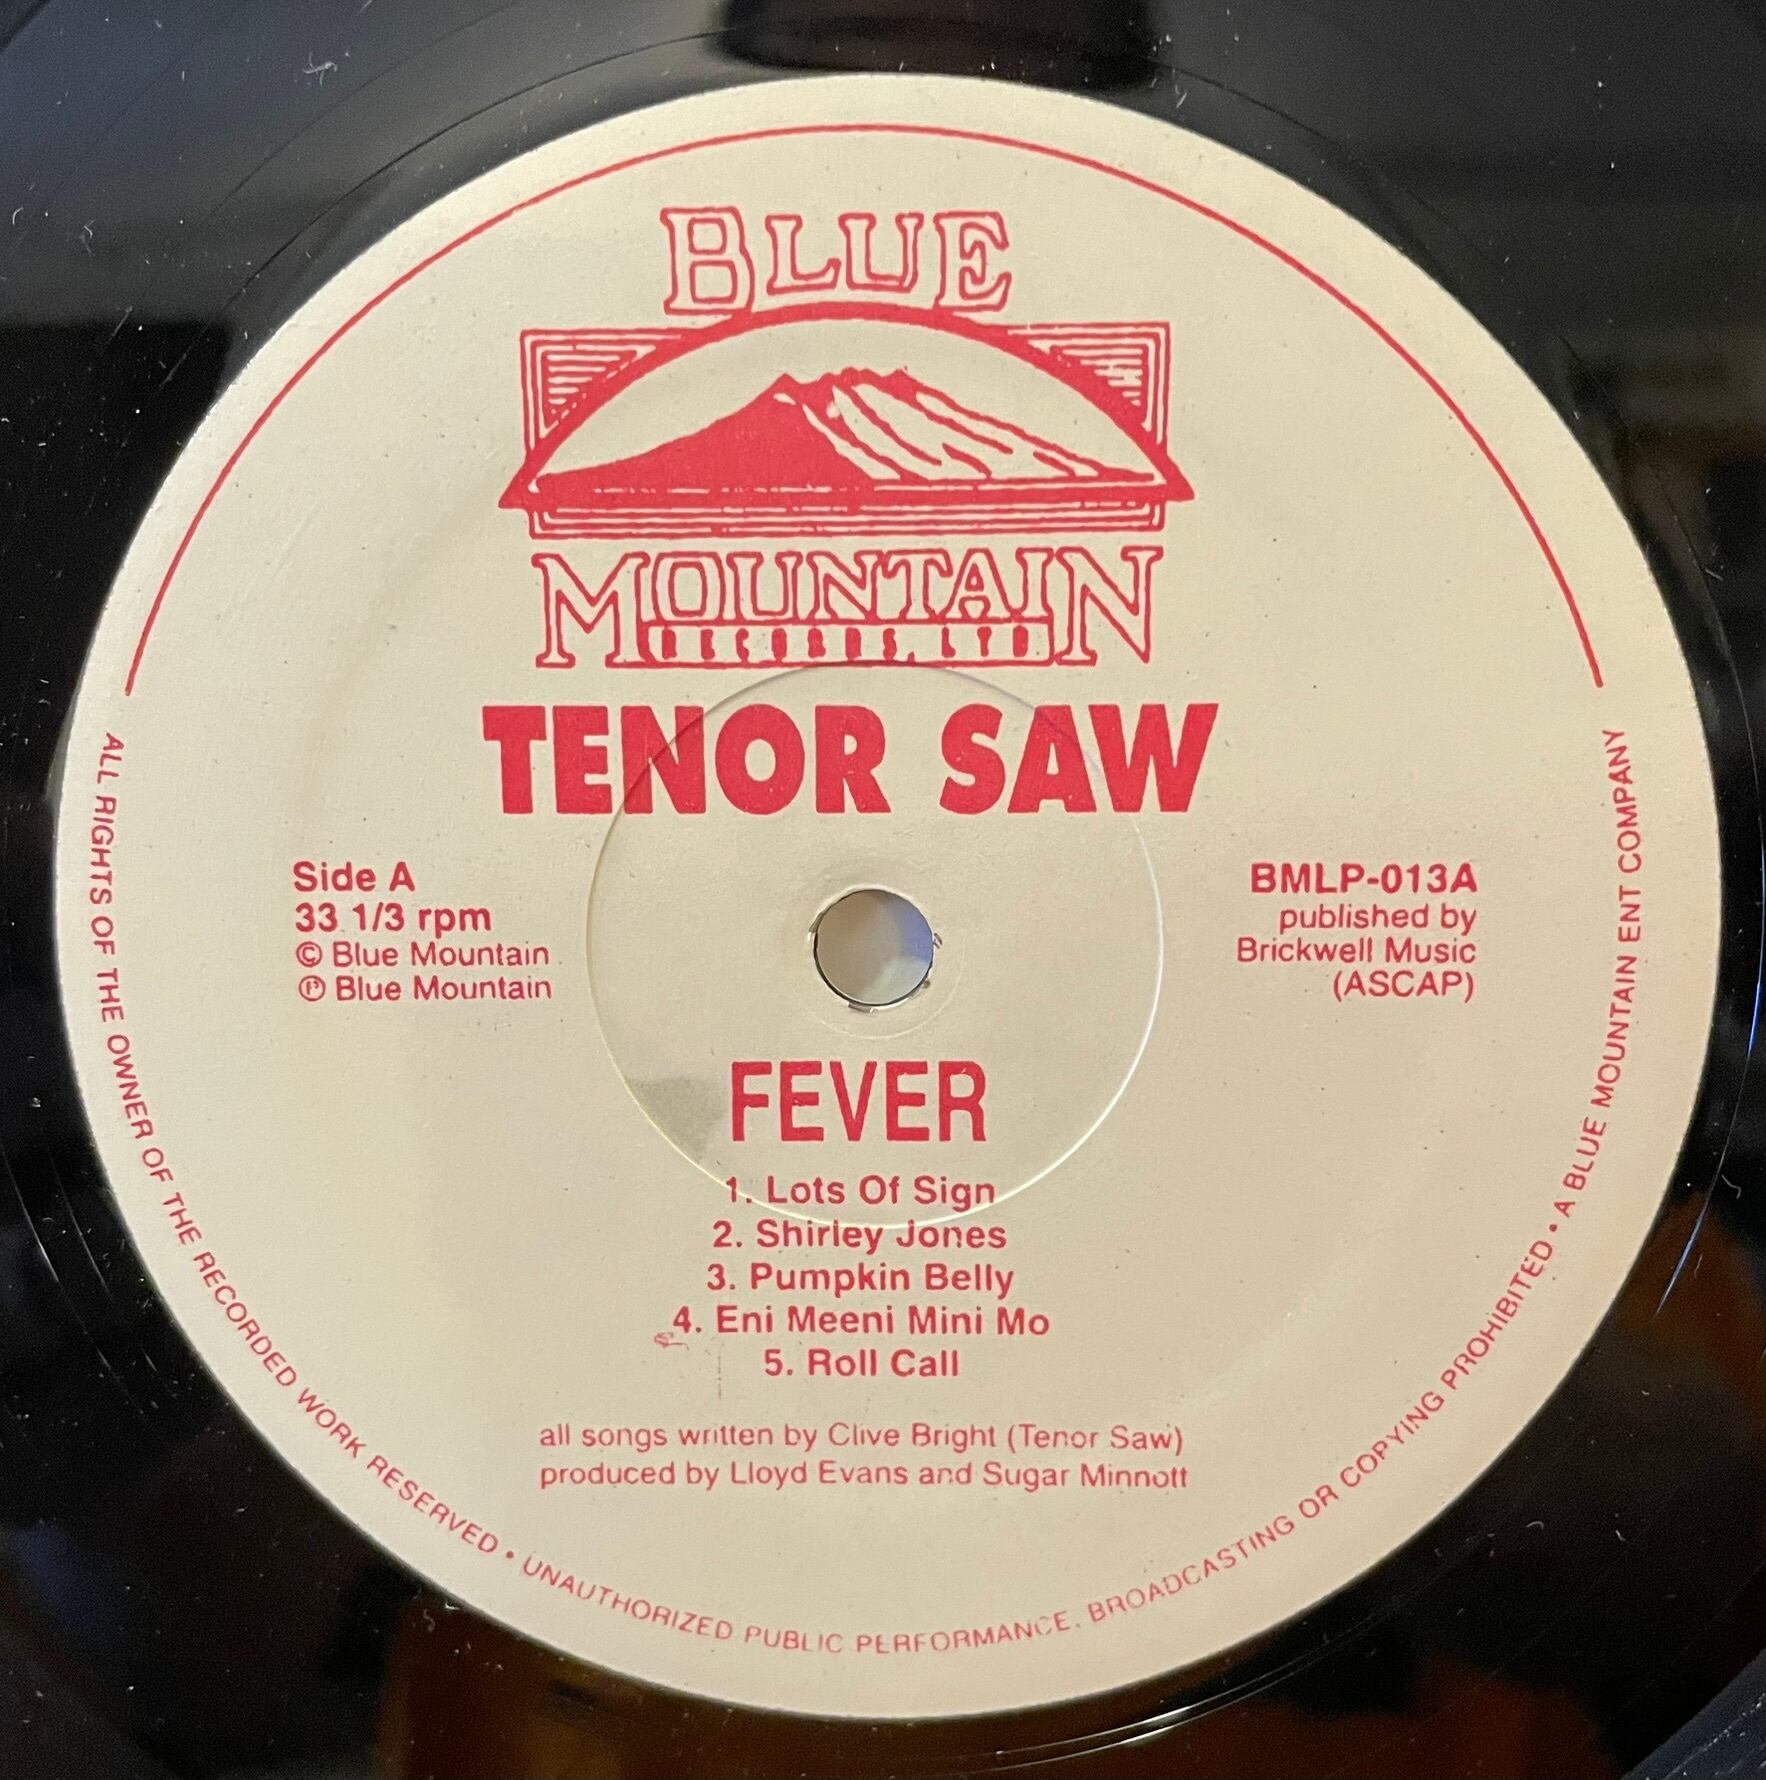 BLUE
MOUNTAIN
RECORDS, LTD
TENOR SAW
Side A
33 1/3 rpm
© Blue Mountain
℗ Blue Mountain
BMLP-013A
published by
Brickwell Music
(ASCAP)
FEVER
1. Lots Of Sign
2. Shirley Jones
3. Pumpkin Belly
4. Eni Meeni Mini Mo
5. Roll Call
all songs written by Clive Bright (Tenor Saw)
produced by Lloyd Evans and Sugar Minnott
ALL RIGHTS OF THE OWNER OF THE RECORDED WORK RESERVED • UNAUTHORIZED PUBLIC PERFORMANCE, BROADCASTING OR COPYING PROHIBITED • A BLUE MOUNTAIN ENT COMPANY